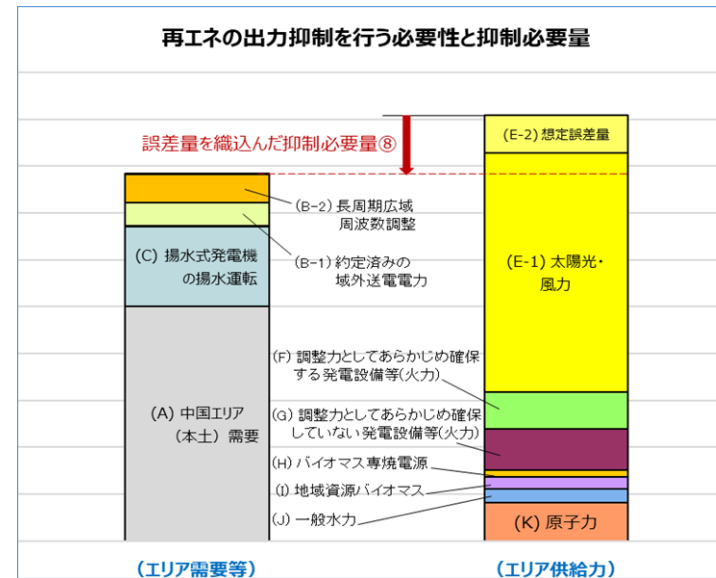 再エネの出力抑制を行う必要性と抑制必要量
誤差量を織込んだ抑制必要量⑧
(E-2) 想定誤差量
(B-2) 長周期広域
周波数調整
(C) 揚水式発電機
の揚水運転
(B-1) 約定済みの
域外送電電力
(E-1) 太陽光・
風力
(F) 調整力としてあらかじめ確保
する発電設備等(火力)
(A) 中国エリア
(本土) 需要
(G) 調整力としてあらかじめ確保
していない発電設備等(火力)
(H) バイオマス専焼電源
(I) 地域資源バイオマス
(J) 一般水力
(K) 原子力
(エリア需要等)
(エリア供給力)